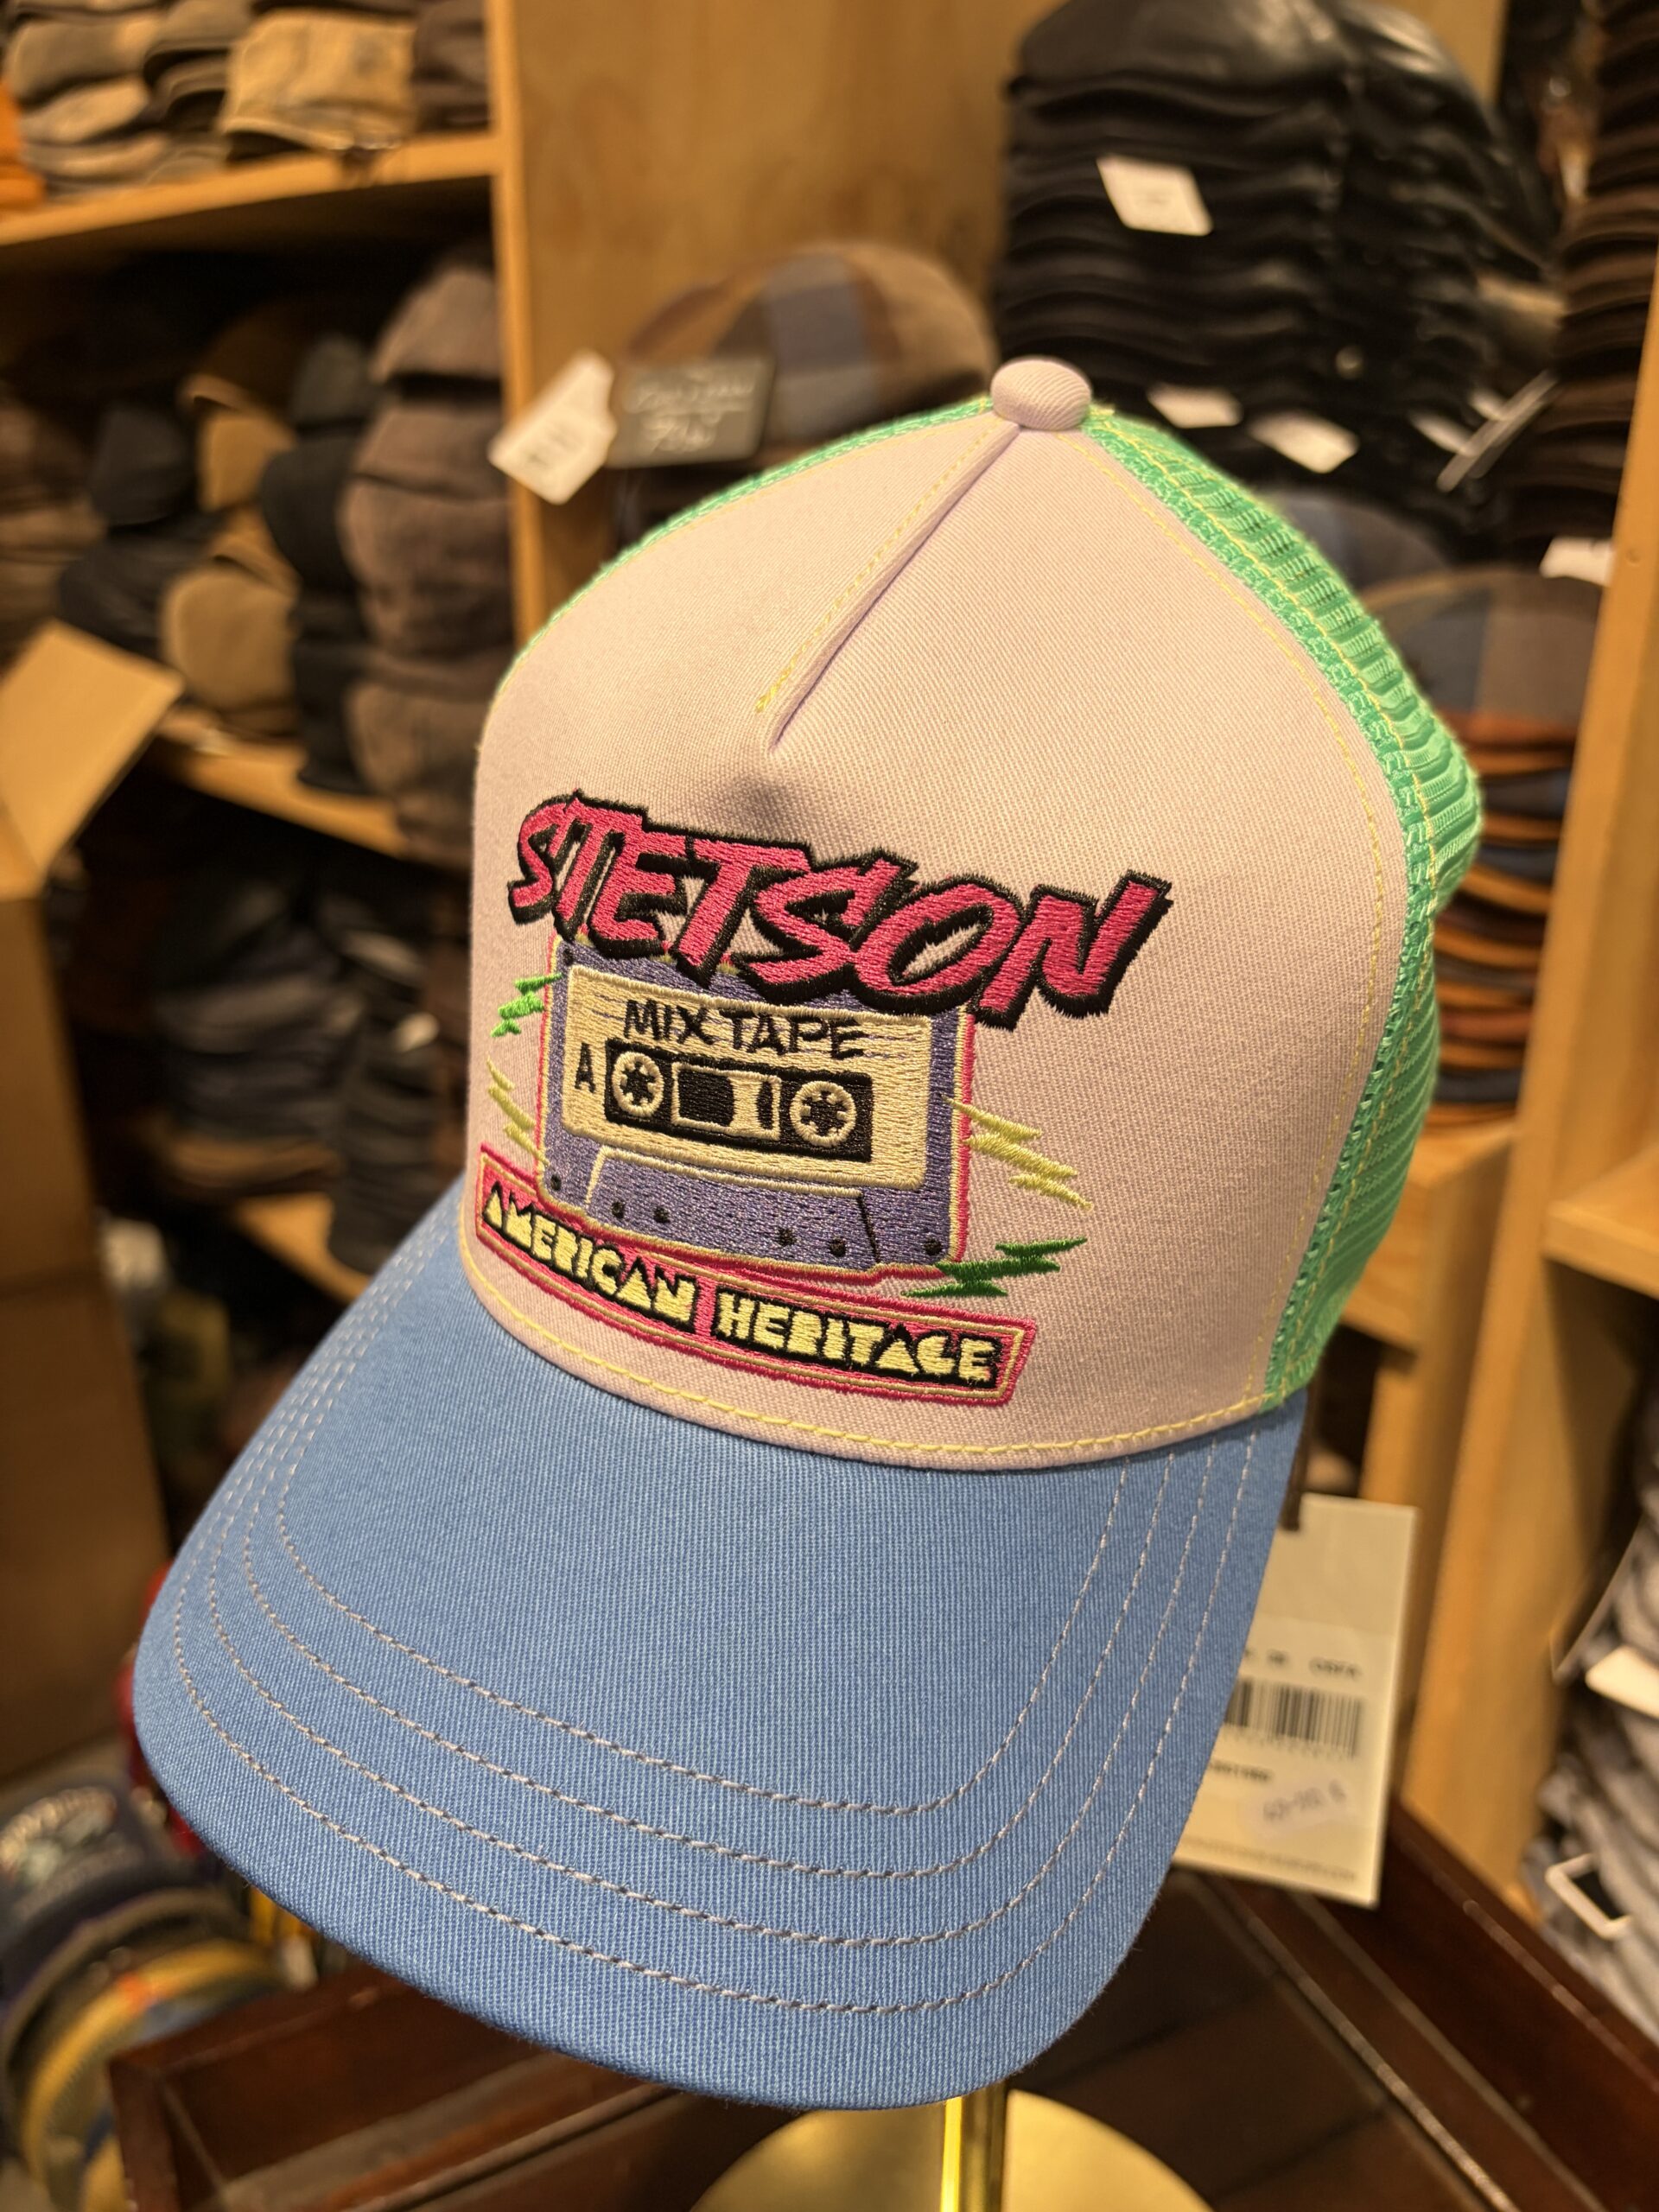 STETSON
MIX TAPE
A
AMERICAN HERITAGE